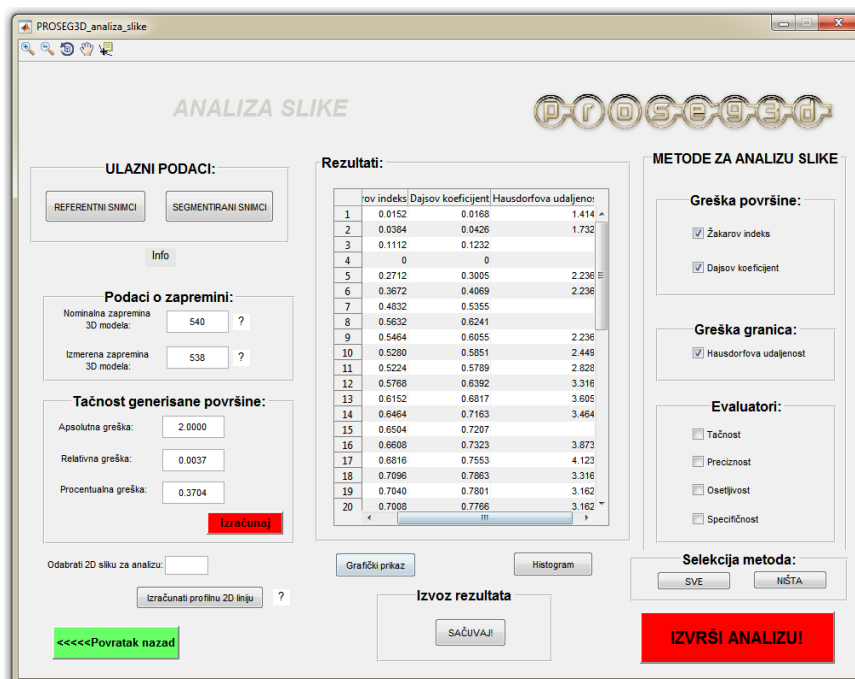 PROSEG3D_analiza_slike
ANALIZA SLIKE
proseg3d
ULAZNI PODACI:
REFERENTNI SNIMCI
SEGMENTIRANI SNIMCI
Info
Podaci o zapremini:
Nominalna zapremina
3D modela:
540
?
Izmerena zapremina
3D modela:
538
?
Tačnost generisane površine:
Apsolutna greška:
2.0000
Relativna greška:
0.0037
Procentualna greška:
0.3704
Izračunaj
Odabrati 2D sliku za analizu:
Izračunati profilnu 2D liniju
?
<<<<<Povratak nazad
Rezultati:
rov indeks Dajsov koeficijent Hausdorfova udaljenos
1 0.0152 0.0168 1.414
2 0.0384 0.0426 1.732
3 0.1112 0.1232
4 0 0
5 0.2712 0.3005 2.236
6 0.3672 0.4069 2.236
7 0.4832 0.5355
8 0.5632 0.6241
9 0.5464 0.6055 2.236
10 0.5280 0.5851 2.449
11 0.5224 0.5789 2.828
12 0.5768 0.6392 3.316
13 0.6152 0.6817 3.605
14 0.6464 0.7163 3.464
15 0.6504 0.7207
16 0.6608 0.7323 3.873
17 0.6816 0.7553 4.123
18 0.7096 0.7863 3.316
19 0.7040 0.7801 3.162
20 0.7008 0.7766 3.162
Grafički prikaz
Histogram
Izvoz rezultata
SAČUVAJ!
METODE ZA ANALIZU SLIKE
Greška površine:
Žakarov indeks
Dajsov koeficijent
Greška granica:
Hausdorfova udaljenost
Evaluatori:
Tačnost
Preciznost
Osetljivost
Specifičnost
Selekcija metoda:
SVE
NIŠTA
IZVRŠI ANALIZU!